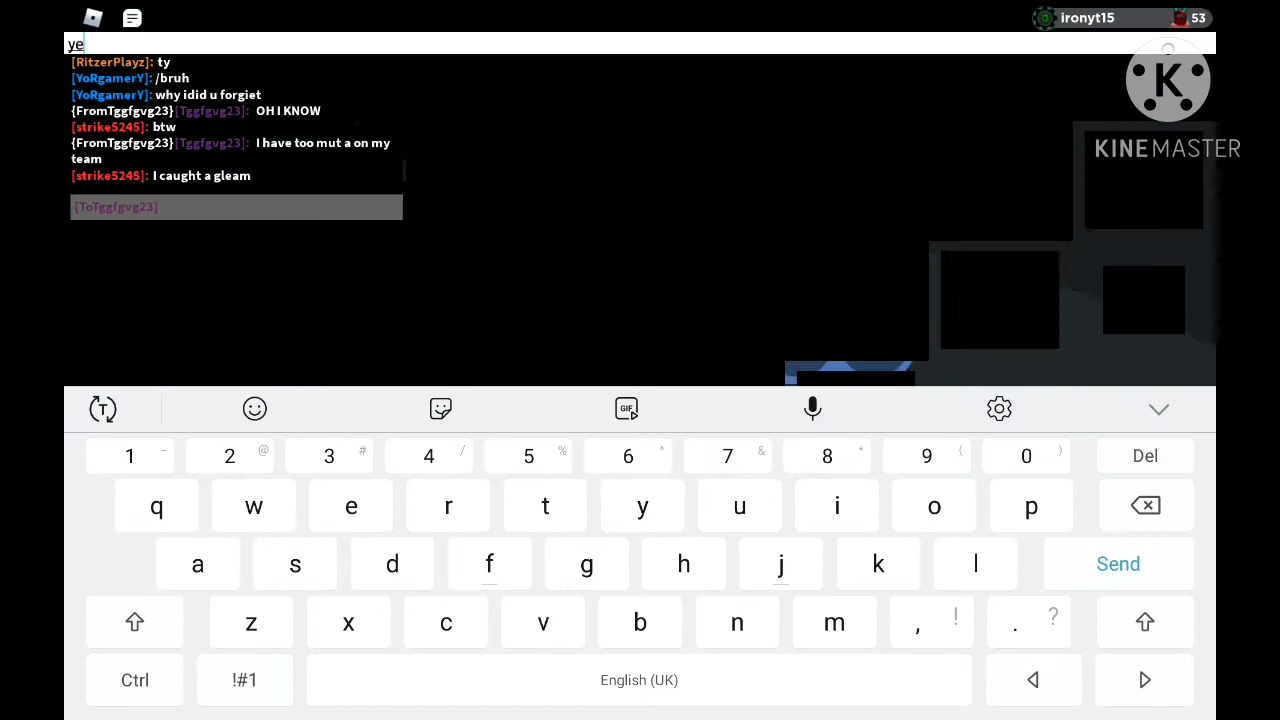 ironyt15 53
ye
[RitzerPlayz]: ty
[YoRgamerY]: /bruh
[YoRgamerY]: why idid u forgiet
{FromTggfgvg23}[Tggfgvg23]: OH I KNOW
[strike5245]: btw
{FromTggfgvg23}[Tggfgvg23]: I have too mut a on my
team
[strike5245]: I caught a gleam
[ToTggfgvg23]
K
KINEMASTER
T GIF
1 - 2 @ 3 # 4 / 5 % 6 ^ 7 & 8 * 9 ( 0 ) Del
q w e r t y u i o p
a s d f g h j k l Send
z x c v b n m , ! . ?
Ctrl !#1 English (UK)